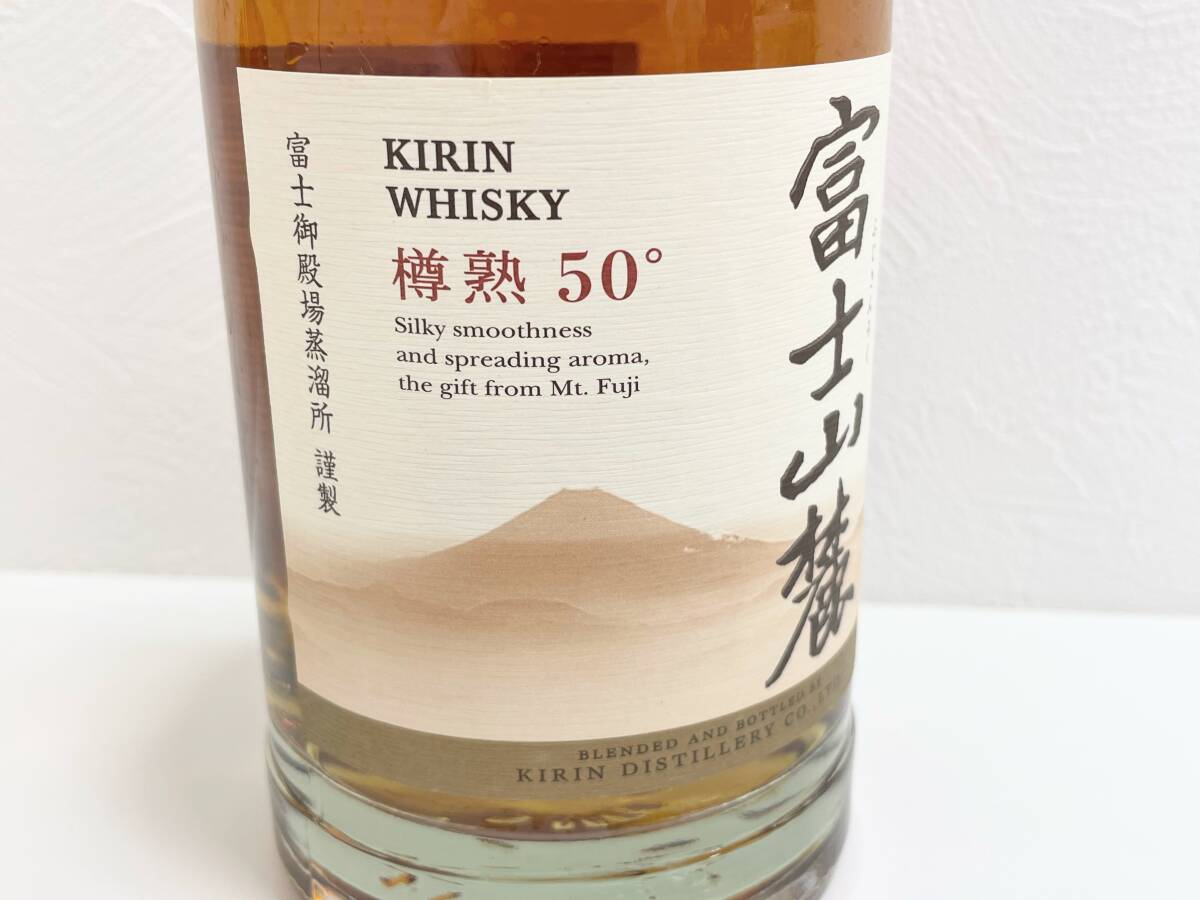 富士山麓
KIRIN
WHISKY
樽熟 50°
Silky smoothness
and spreading aroma,
the gift from Mt. Fuji
富士御殿場蒸溜所 謹製
BLENDED AND BOTTLED BY
KIRIN DISTILLERY CO.,LTD.